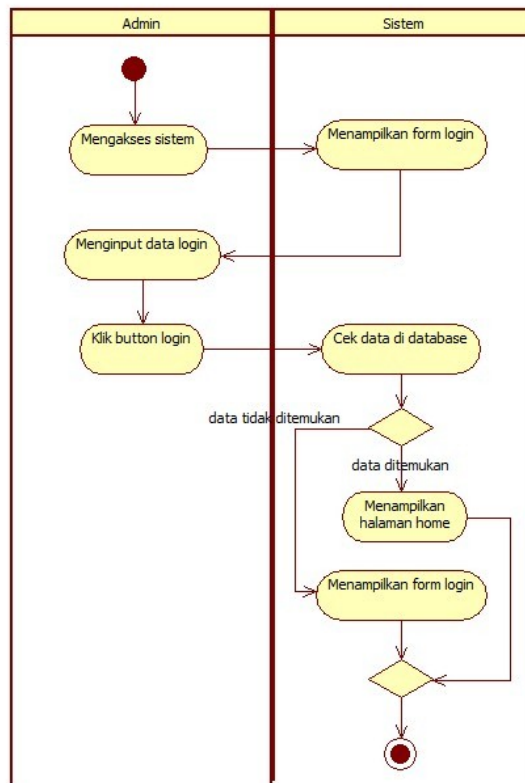 Admin
Sistem
Mengakses sistem
Menampilkan form login
Menginput data login
Klik button login
Cek data di database
data tidak ditemukan
data ditemukan
Menampilkan
halaman home
Menampilkan form login